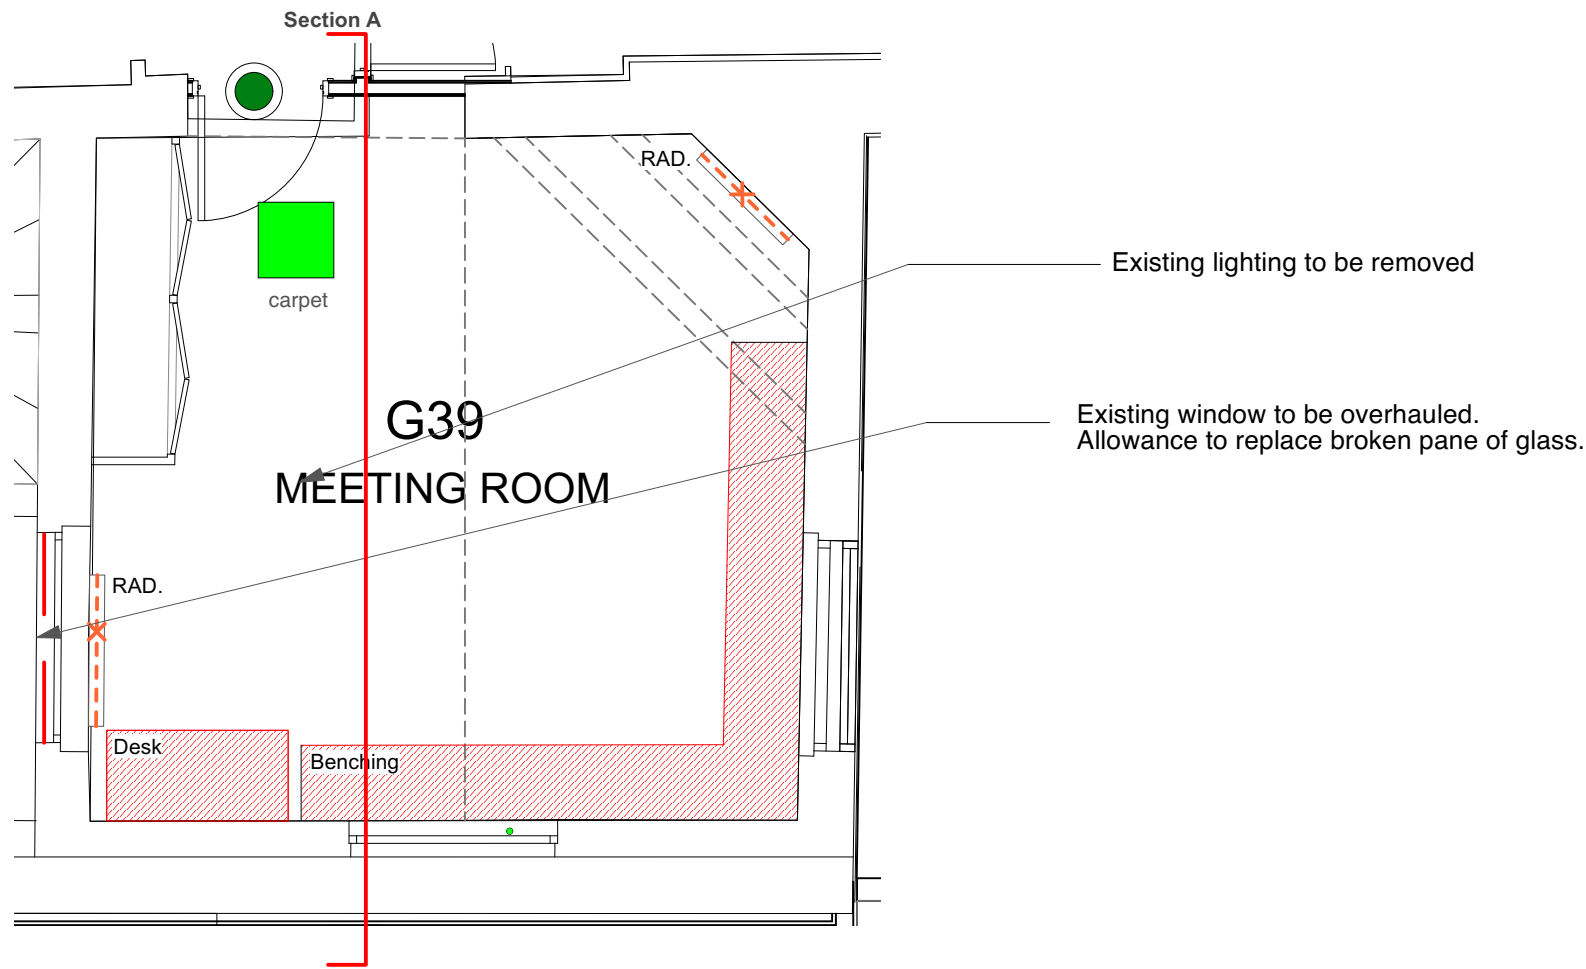 Section A
RAD.
carpet
Existing lighting to be removed
G39
MEETING ROOM
Existing window to be overhauled.
Allowance to replace broken pane of glass.
RAD.
Desk
Benching